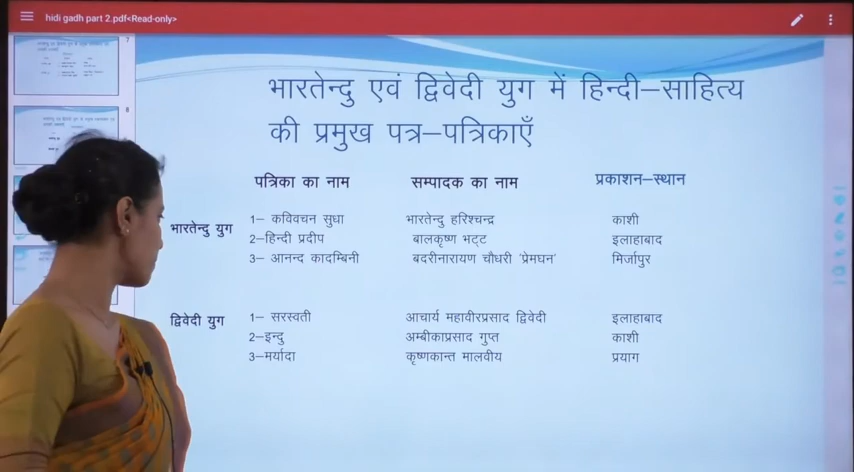 hidi gadh part 2.pdf<Read-only>
7
8
भारतेन्दु एवं द्विवेदी युग में हिन्दी–साहित्य
की प्रमुख पत्र–पत्रिकाएँ
पत्रिका का नाम सम्पादक का नाम प्रकाशन–स्थान
भारतेन्दु युग
1– कविवचन सुधा भारतेन्दु हरिश्चन्द्र काशी
2–हिन्दी प्रदीप बालकृष्ण भट्ट इलाहाबाद
3– आनन्द कादम्बिनी बदरीनारायण चौधरी 'प्रेमघन' मिर्जापुर
द्विवेदी युग 1– सरस्वती आचार्य महावीरप्रसाद द्विवेदी इलाहाबाद
2–इन्दु अम्बीकाप्रसाद गुप्त काशी
3–मर्यादा कृष्णकान्त मालवीय प्रयाग